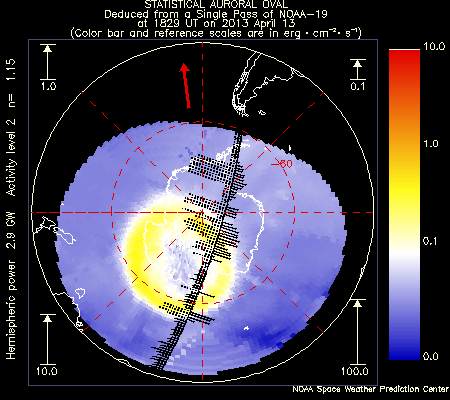 STATISTICAL AURORAL OVAL
Deduced from a Single Pass of NOAA-19
at 1829 UT on 2013 April 13
(Color bar and reference scales are in erg · cm⁻² · s⁻¹)
Hemispheric power 2.9 GW Activity level 2 n= 1.15
1.0
0.1
-60
10.0
100.0
10.0
1.0
0.1
0.0
NOAA Space Weather Prediction Center